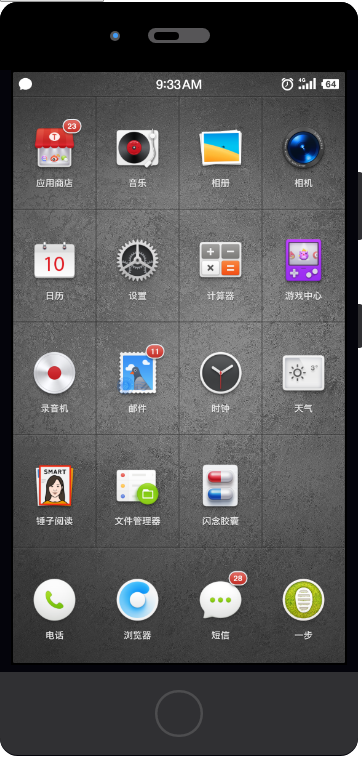 4G
9:33 AM
64
23
T
应用商店
音乐
相册
相机
10
日历
设置
计算器
游戏中心
录音机
11
邮件
时钟
天气
SMART
锤子阅读
文件管理器
闪念胶囊
28
电话
浏览器
短信
一步